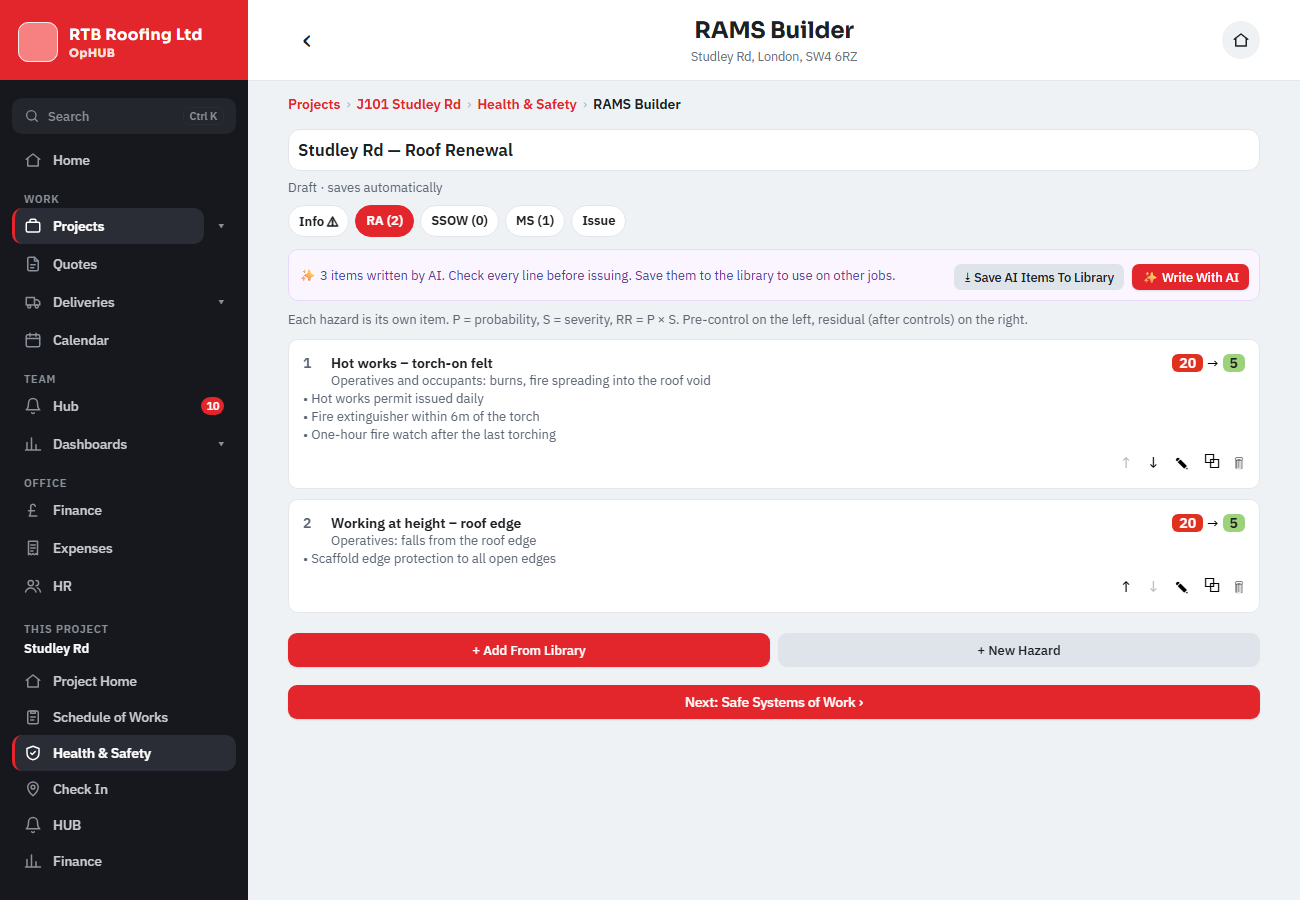 RTB Roofing Ltd
OpHUB
Search Ctrl K
Home
WORK
Projects
Quotes
Deliveries
Calendar
TEAM
Hub 10
Dashboards
OFFICE
Finance
Expenses
HR
THIS PROJECT
Studley Rd
Project Home
Schedule of Works
Health & Safety
Check In
HUB
Finance
RAMS Builder
Studley Rd, London, SW4 6RZ
Projects › J101 Studley Rd › Health & Safety › RAMS Builder
Studley Rd — Roof Renewal
Draft · saves automatically
Info ⚠ RA (2) SSOW (0) MS (1) Issue
✨ 3 items written by AI. Check every line before issuing. Save them to the library to use on other jobs. ⤓ Save AI Items To Library ✨ Write With AI
Each hazard is its own item. P = probability, S = severity, RR = P × S. Pre-control on the left, residual (after controls) on the right.
1 Hot works – torch-on felt 20 → 5
Operatives and occupants: burns, fire spreading into the roof void
• Hot works permit issued daily
• Fire extinguisher within 6m of the torch
• One-hour fire watch after the last torching
↑ ↓
2 Working at height – roof edge 20 → 5
Operatives: falls from the roof edge
• Scaffold edge protection to all open edges
↑ ↓
+ Add From Library + New Hazard
Next: Safe Systems of Work ›